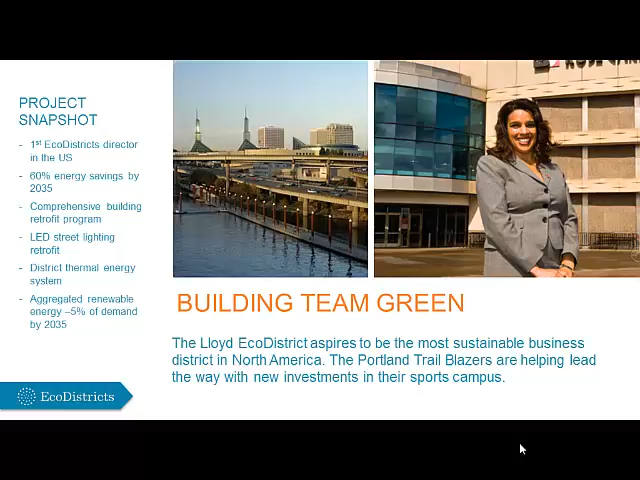 PROJECT
SNAPSHOT
- 1st EcoDistricts director
in the US
- 60% energy savings by
2035
- Comprehensive building
retrofit program
- LED street lighting
retrofit
- District thermal energy
system
- Aggregated renewable
energy –5% of demand
by 2035
EcoDistricts
BUILDING TEAM GREEN
The Lloyd EcoDistrict aspires to be the most sustainable business
district in North America. The Portland Trail Blazers are helping lead
the way with new investments in their sports campus.